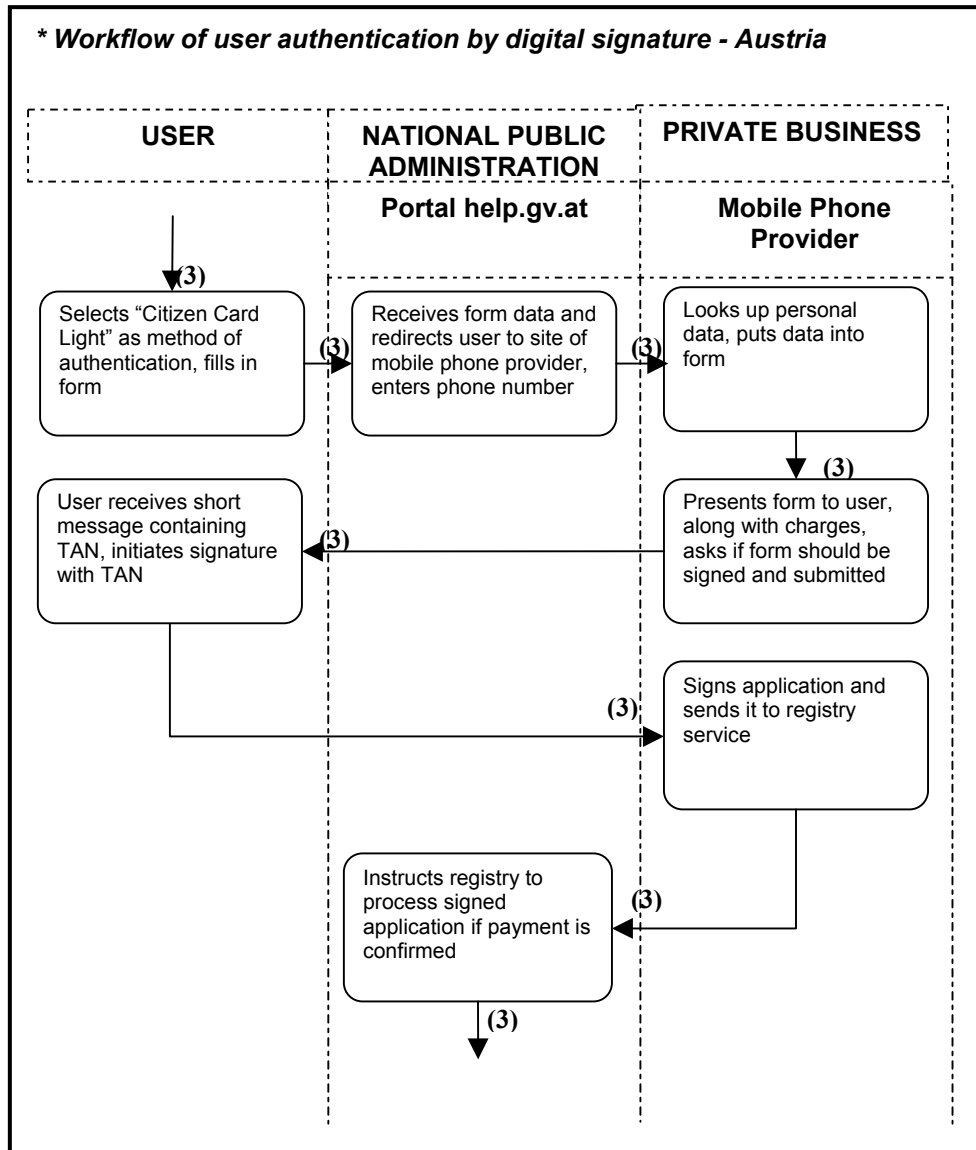 * Workflow of user authentication by digital signature - Austria
USER
NATIONAL PUBLIC
ADMINISTRATION
PRIVATE BUSINESS
Portal help.gv.at
Mobile Phone
Provider
(3)
Selects “Citizen Card
Light” as method of
authentication, fills in
form
(3)
Receives form data and
redirects user to site of
mobile phone provider,
enters phone number
(3)
Looks up personal
data, puts data into
form
(3)
Presents form to user,
along with charges,
asks if form should be
signed and submitted
(3)
User receives short
message containing
TAN, initiates signature
with TAN
(3)
Signs application and
sends it to registry
service
(3)
Instructs registry to
process signed
application if payment is
confirmed
(3)